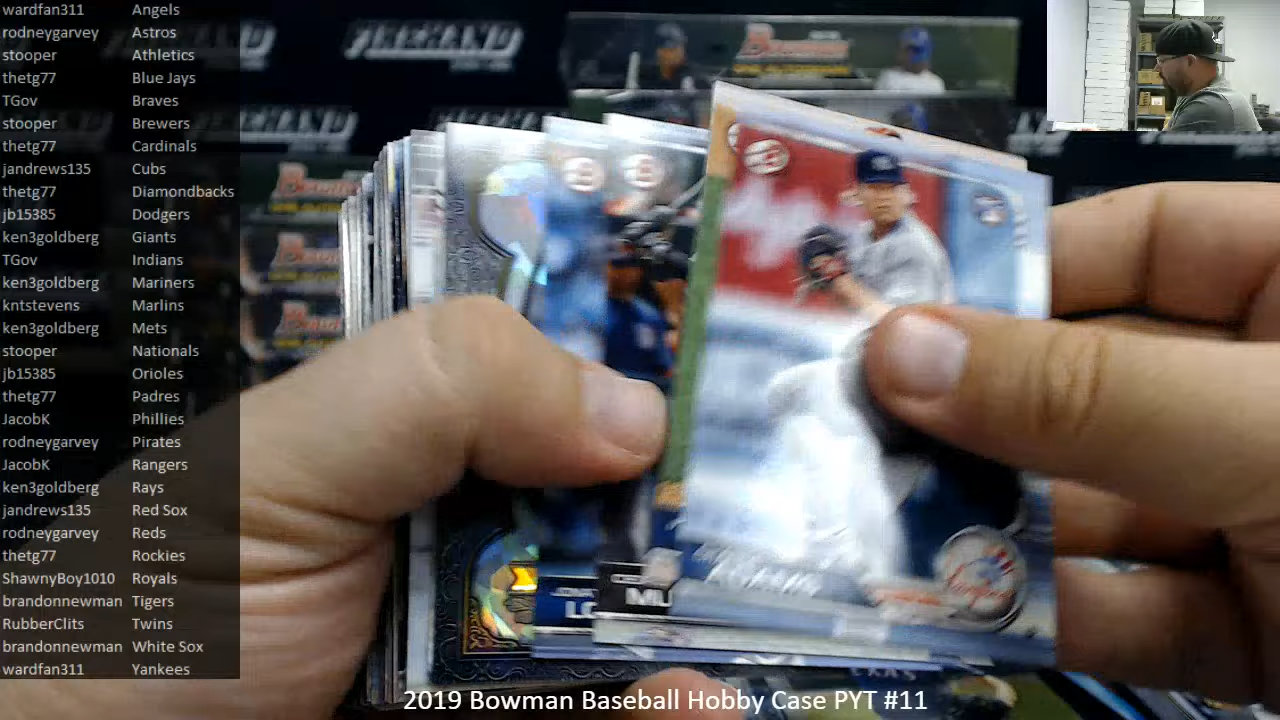 wardfan311 Angels
rodneygarvey Astros
stooper Athletics
thetg77 Blue Jays
TGov Braves
stooper Brewers
thetg77 Cardinals
jandrews135 Cubs
thetg77 Diamondbacks
jb15385 Dodgers
ken3goldberg Giants
TGov Indians
ken3goldberg Mariners
kntstevens Marlins
ken3goldberg Mets
stooper Nationals
jb15385 Orioles
thetg77 Padres
JacobK Phillies
rodneygarvey Pirates
JacobK Rangers
ken3goldberg Rays
jandrews135 Red Sox
rodneygarvey Reds
thetg77 Rockies
ShawnyBoy1010 Royals
brandonnewman Tigers
RubberClits Twins
brandonnewman White Sox
wardfan311 Yankees
Bowman
2019 Bowman Baseball Hobby Case PYT #11